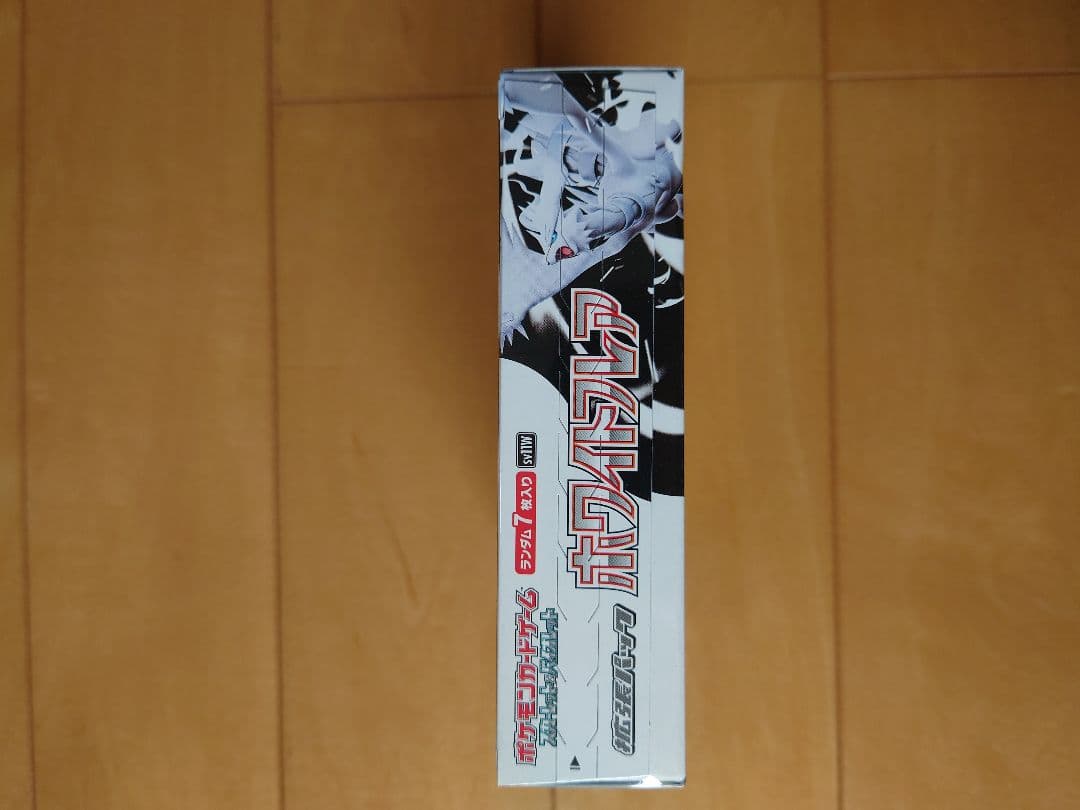 ポケモンカードゲーム
スカーレット&バイオレット
ランダム7枚入り
sv11W
拡張パック
ホワイトフレア